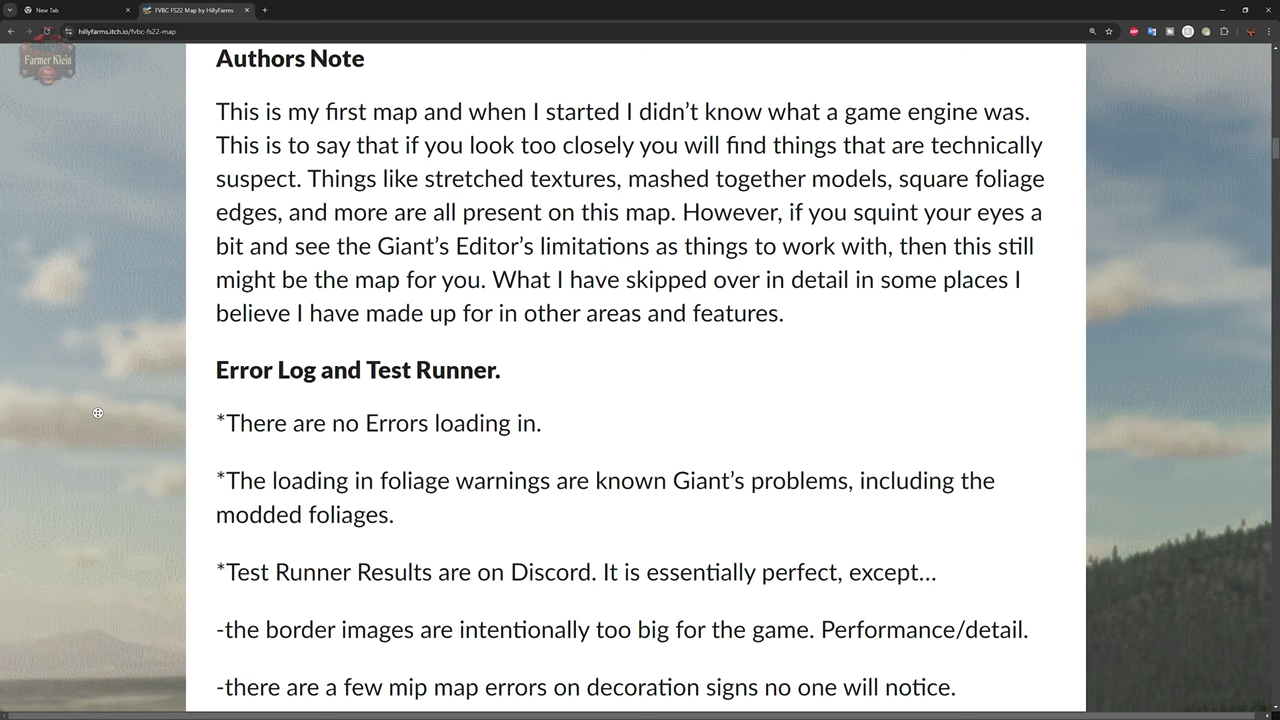 New Tab
FVBC FS22 Map by HillyFarms
hillyfarms.itch.io/fvbc-fs22-map
Farmer Klein
Authors Note
This is my first map and when I started I didn’t know what a game engine was.
This is to say that if you look too closely you will find things that are technically
suspect. Things like stretched textures, mashed together models, square foliage
edges, and more are all present on this map. However, if you squint your eyes a
bit and see the Giant’s Editor’s limitations as things to work with, then this still
might be the map for you. What I have skipped over in detail in some places I
believe I have made up for in other areas and features.
Error Log and Test Runner.
*There are no Errors loading in.
*The loading in foliage warnings are known Giant’s problems, including the
modded foliages.
*Test Runner Results are on Discord. It is essentially perfect, except...
-the border images are intentionally too big for the game. Performance/detail.
-there are a few mip map errors on decoration signs no one will notice.